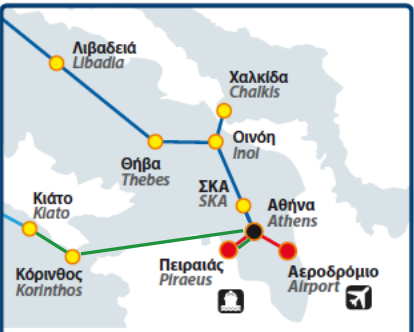 Λιβαδειά
Libadia
Χαλκίδα
Chalkis
Οινόη
Inoi
Θήβα
Thebes
ΣΚΑ
SKA
Κιάτο
Kiato
Αθήνα
Athens
Πειραιάς
Piraeus
Αεροδρόμιο
Airport
Κόρινθος
Korinthos